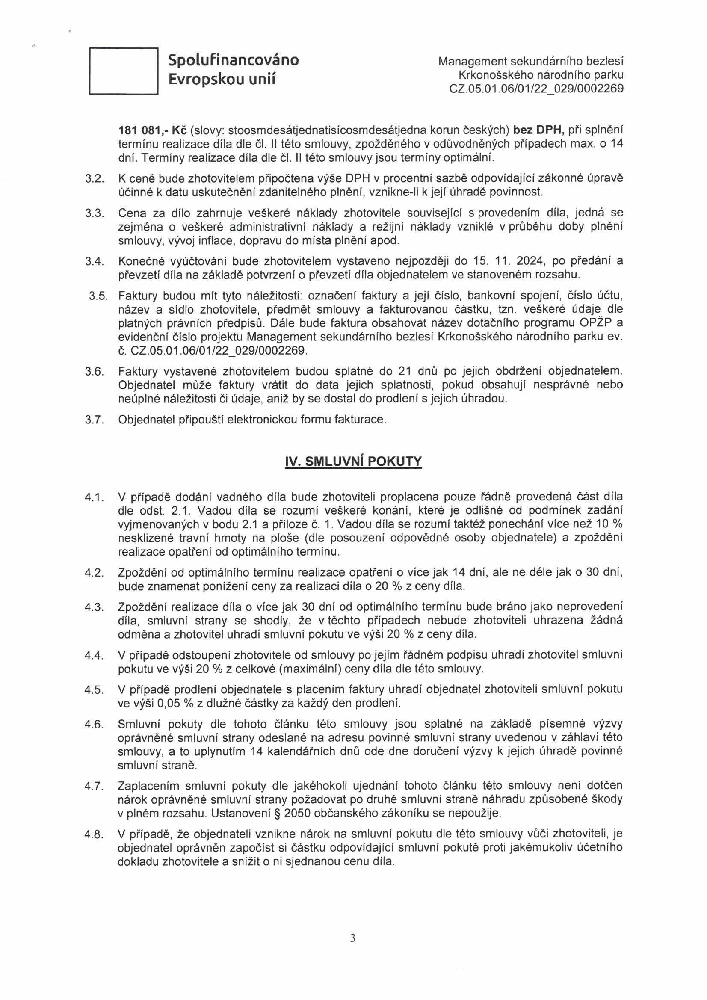 Spolufinancováno
Evropskou unií
Management sekundárního bezlesí
Krkonošského národního parku
CZ.05.01.06/01/22_029/0002269
181 081,- Kč (slovy: stoosmdesátjednatisícosmdesátjedna korun českých) bez DPH, při splnění
termínu realizace díla dle čl. II této smlouvy, zpožděného v odůvodněných případech max. o 14
dní. Termíny realizace díla dle čl. II této smlouvy jsou termíny optimální.
3.2. K ceně bude zhotovitelem připočtena výše DPH v procentní sazbě odpovídající zákonné úpravě
účinné k datu uskutečnění zdanitelného plnění, vznikne-li k její úhradě povinnost.
3.3. Cena za dílo zahrnuje veškeré náklady zhotovitele související s provedením díla, jedná se
zejména o veškeré administrativní náklady a režijní náklady vzniklé v průběhu doby plnění
smlouvy, vývoj inflace, dopravu do místa plnění apod.
3.4. Konečné vyúčtování bude zhotovitelem vystaveno nejpozději do 15. 11. 2024, po předání a
převzetí díla na základě potvrzení o převzetí díla objednatelem ve stanoveném rozsahu.
3.5. Faktury budou mít tyto náležitosti: označení faktury a její číslo, bankovní spojení, číslo účtu,
název a sídlo zhotovitele, předmět smlouvy a fakturovanou částku, tzn. veškeré údaje dle
platných právních předpisů. Dále bude faktura obsahovat název dotačního programu OPŽP a
evidenční číslo projektu Management sekundárního bezlesí Krkonošského národního parku ev.
č. CZ.05.01.06/01/22_029/0002269.
3.6. Faktury vystavené zhotovitelem budou splatné do 21 dnů po jejich obdržení objednatelem.
Objednatel může faktury vrátit do data jejich splatnosti, pokud obsahují nesprávné nebo
neúplné náležitosti či údaje, aniž by se dostal do prodlení s jejich úhradou.
3.7. Objednatel připouští elektronickou formu fakturace.
IV. SMLUVNÍ POKUTY
4.1. V případě dodání vadného díla bude zhotoviteli proplacena pouze řádně provedená část díla
dle odst. 2.1. Vadou díla se rozumí veškeré konání, které je odlišné od podmínek zadání
vyjmenovaných v bodu 2.1 a příloze č. 1. Vadou díla se rozumí taktéž ponechání více než 10 %
nesklizené travní hmoty na ploše (dle posouzení odpovědné osoby objednatele) a zpoždění
realizace opatření od optimálního termínu.
4.2. Zpoždění od optimálního termínu realizace opatření o více jak 14 dní, ale ne déle jak o 30 dní,
bude znamenat ponížení ceny za realizaci díla o 20 % z ceny díla.
4.3. Zpoždění realizace díla o více jak 30 dní od optimálního termínu bude bráno jako neprovedení
díla, smluvní strany se shodly, že v těchto případech nebude zhotoviteli uhrazena žádná
odměna a zhotovitel uhradí smluvní pokutu ve výši 20 % z ceny díla.
4.4. V případě odstoupení zhotovitele od smlouvy po jejím řádném podpisu uhradí zhotovitel smluvní
pokutu ve výši 20 % z celkové (maximální) ceny díla dle této smlouvy.
4.5. V případě prodlení objednatele s placením faktury uhradí objednatel zhotoviteli smluvní pokutu
ve výši 0,05 % z dlužné částky za každý den prodlení.
4.6. Smluvní pokuty dle tohoto článku této smlouvy jsou splatné na základě písemné výzvy
oprávněné smluvní strany odeslané na adresu povinné smluvní strany uvedenou v záhlaví této
smlouvy, a to uplynutím 14 kalendářních dnů ode dne doručení výzvy k jejich úhradě povinné
smluvní straně.
4.7. Zaplacením smluvní pokuty dle jakéhokoli ujednání tohoto článku této smlouvy není dotčen
nárok oprávněné smluvní strany požadovat po druhé smluvní straně náhradu způsobené škody
v plném rozsahu. Ustanovení § 2050 občanského zákoníku se nepoužije.
4.8. V případě, že objednateli vznikne nárok na smluvní pokutu dle této smlouvy vůči zhotoviteli, je
objednatel oprávněn započíst si částku odpovídající smluvní pokutě proti jakémukoliv účetního
dokladu zhotovitele a snížit o ni sjednanou cenu díla.
3